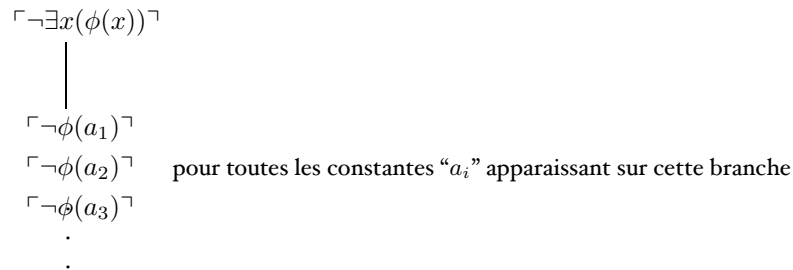 ⌜¬∃x(ϕ(x))⌝
⌜¬ϕ(a₁)⌝
⌜¬ϕ(a₂)⌝ pour toutes les constantes “aᵢ” apparaissant sur cette branche
⌜¬ϕ(a₃)⌝
.
.